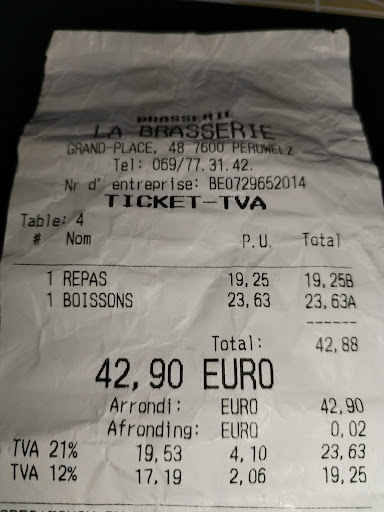 BRASSERIE
LA BRASSERIE
GRAND-PLACE, 48 7600 PERUWELZ
Tel: 069/77.31.42.
Nr d' entreprise: BE0729652014
TICKET-TVA
Table: 4
# Nom P.U. Total
1 REPAS 19,25 19,25B
1 BOISSONS 23,63 23,63A
------
Total: 42,88
42,90 EURO
Arrondi: EURO 42,90
Afronding: EURO 0,02
TVA 21% 19,53 4,10 23,63
TVA 12% 17,19 2,06 19,25